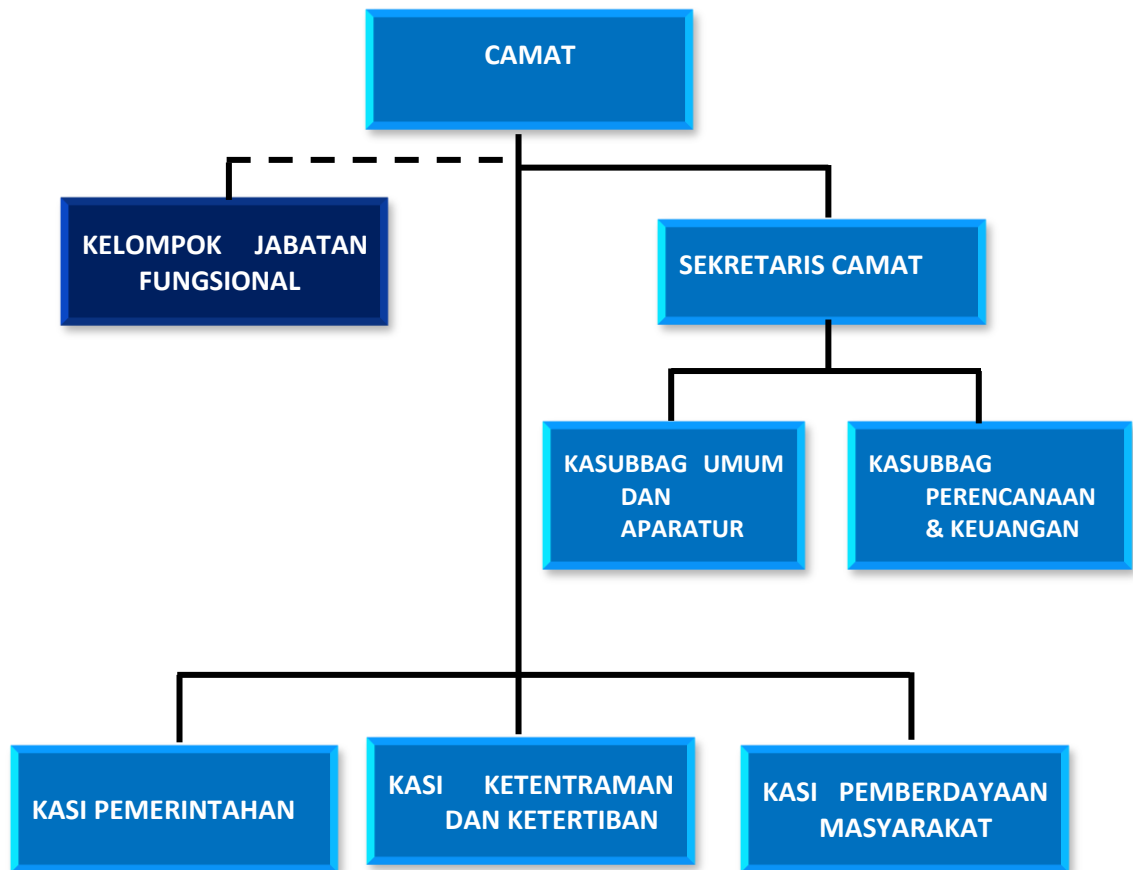 CAMAT
KELOMPOK JABATAN
FUNGSIONAL
SEKRETARIS CAMAT
KASUBBAG UMUM
DAN
APARATUR
KASUBBAG
PERENCANAAN
& KEUANGAN
KASI PEMERINTAHAN
KASI KETENTRAMAN
DAN KETERTIBAN
KASI PEMBERDAYAAN
MASYARAKAT